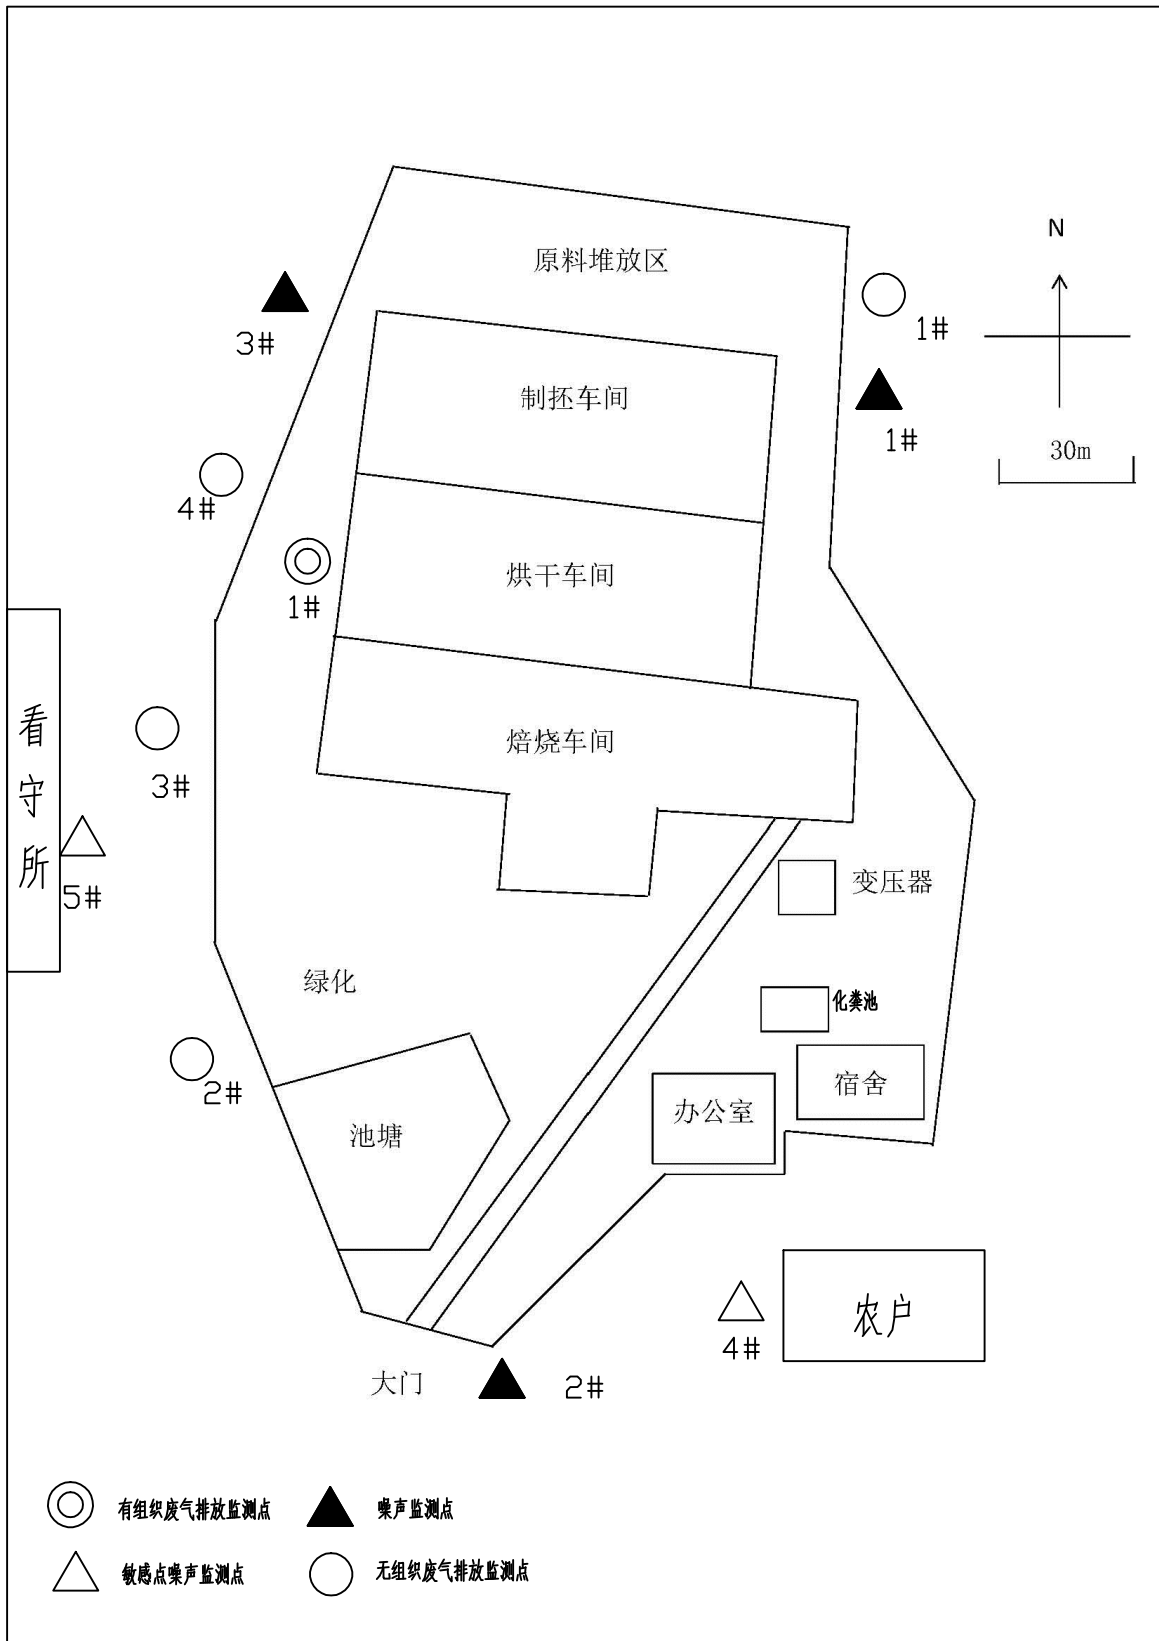 N
原料堆放区
1#
3#
制坯车间
1#
30m
4#
烘干车间
1#
看守所
焙烧车间
3#
变压器
5#
绿化
化粪池
宿舍
2#
办公室
池塘
农户
4#
大门
2#
有组织废气排放监测点
噪声监测点
敏感点噪声监测点
无组织废气排放监测点